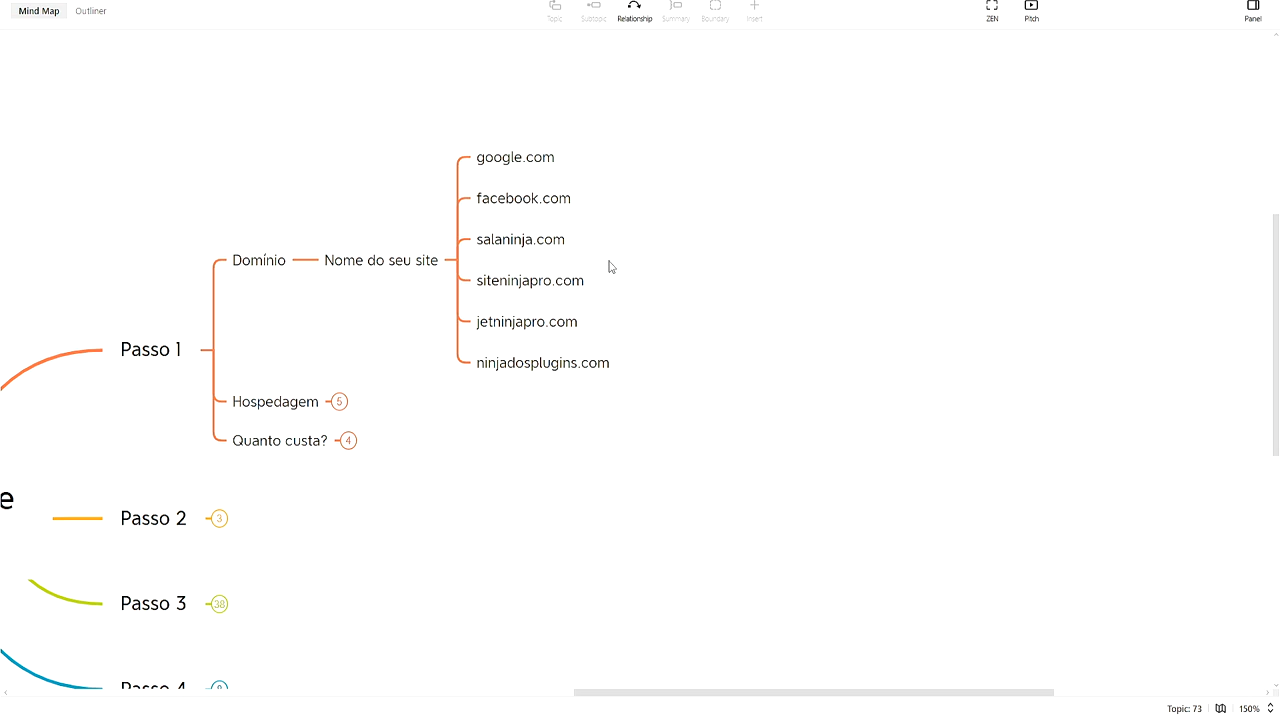 Mind Map Outliner
Topic Subtopic Relationship Summary Boundary Insert ZEN Pitch Panel
google.com
facebook.com
salaninja.com
Domínio Nome do seu site
siteninjapro.com
jetninjapro.com
Passo 1
ninjadosplugins.com
Hospedagem 5
Quanto custa? 4
e
Passo 2 3
Passo 3 38
Passo 4
Topic: 73 150%